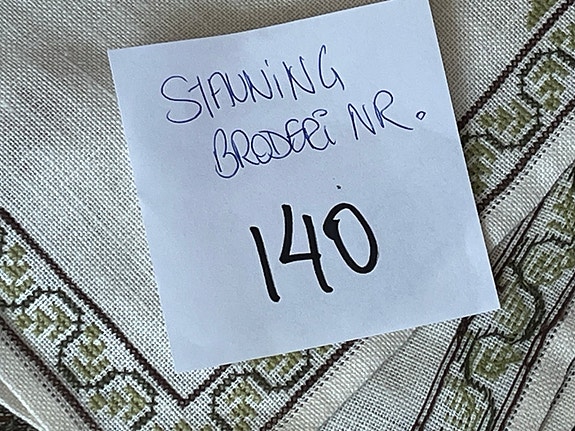 STAUNING
BRODERi NR.
140